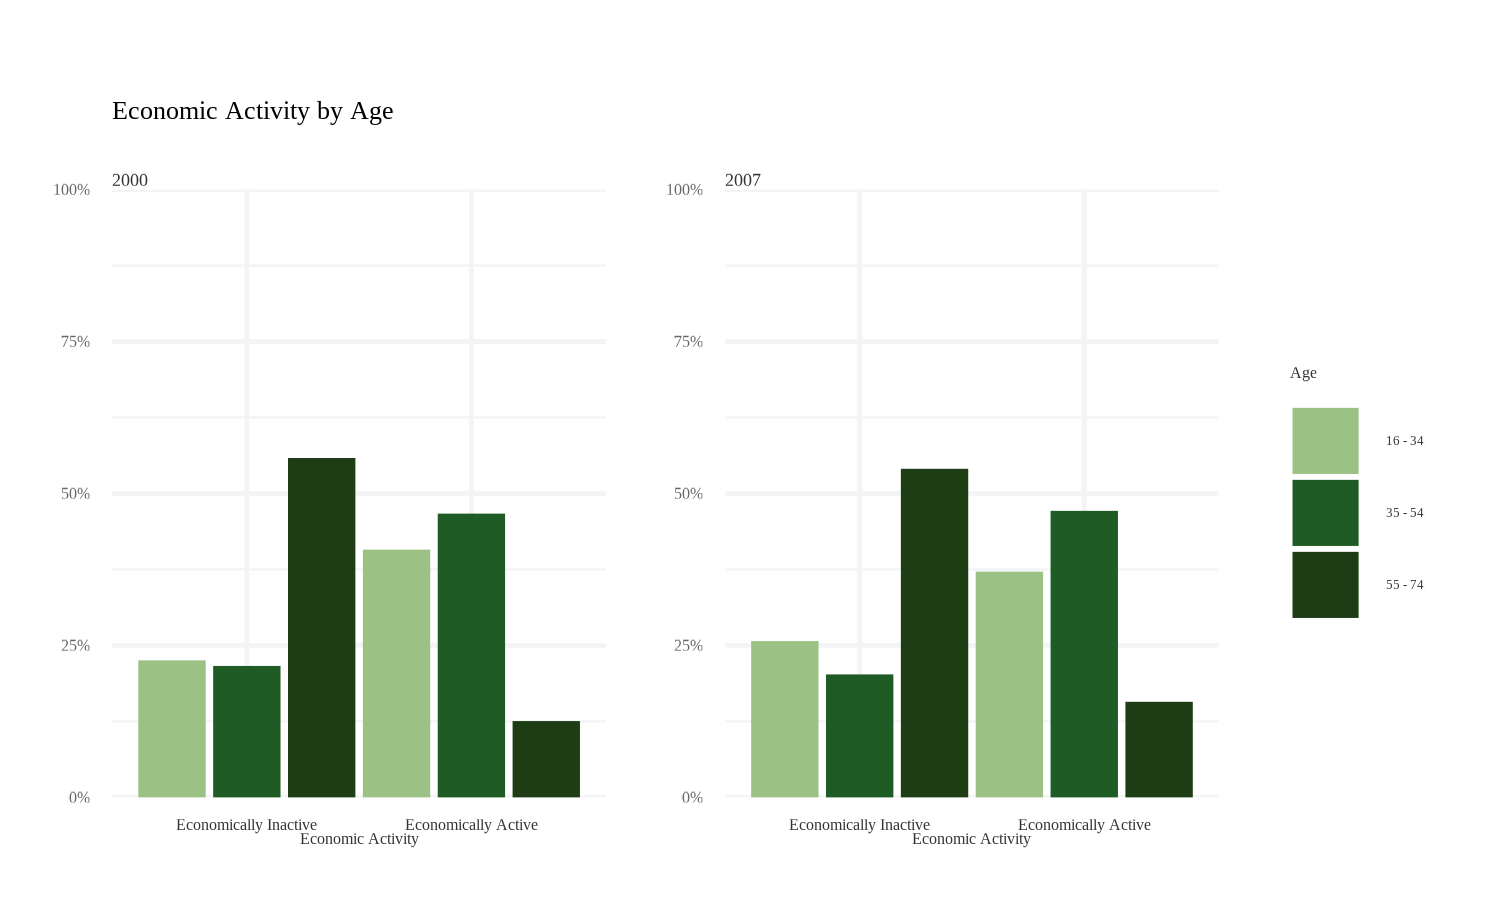 Economic Activity by Age
2000
100%
75%
50%
25%
0%
Economically Inactive
Economically Active
Economic Activity
2007
100%
75%
50%
25%
0%
Economically Inactive
Economically Active
Economic Activity
Age
16 - 34
35 - 54
55 - 74